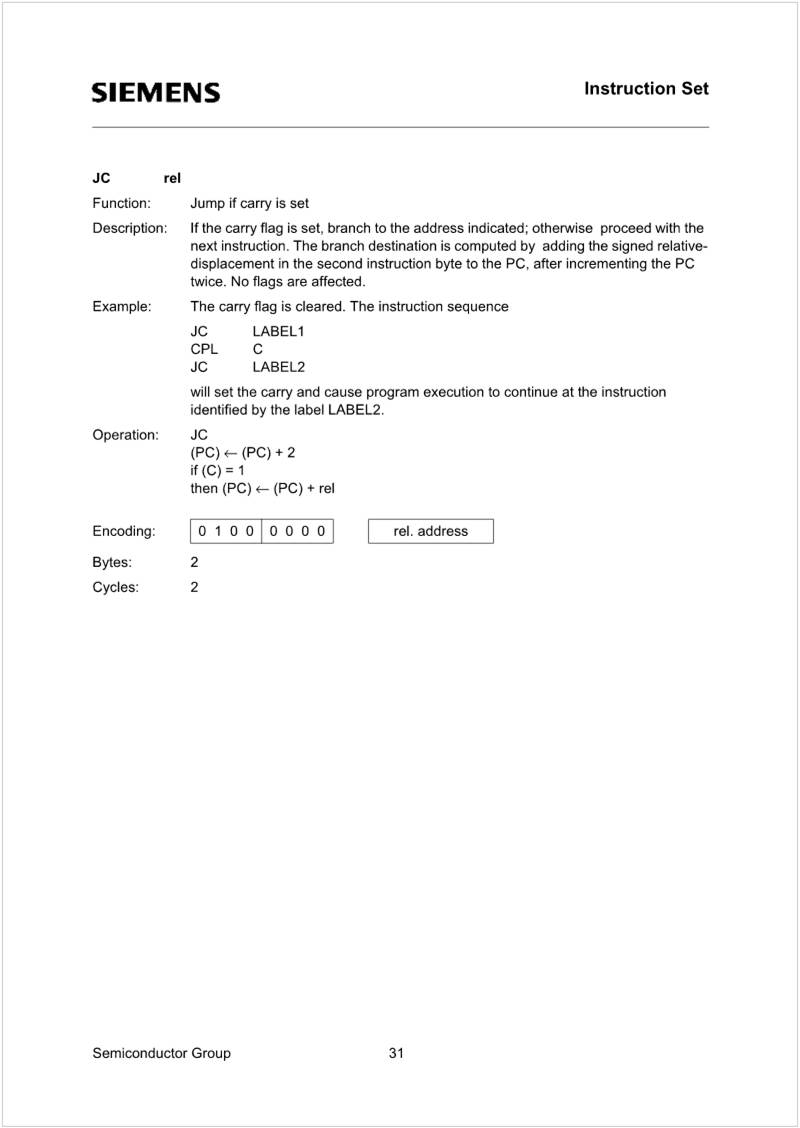 SIEMENS
Instruction Set
JC rel
Function: Jump if carry is set
Description: If the carry flag is set, branch to the address indicated; otherwise proceed with the
next instruction. The branch destination is computed by adding the signed relative-
displacement in the second instruction byte to the PC, after incrementing the PC
twice. No flags are affected.
Example: The carry flag is cleared. The instruction sequence
JC LABEL1
CPL C
JC LABEL2
will set the carry and cause program execution to continue at the instruction
identified by the label LABEL2.
Operation: JC
(PC) ← (PC) + 2
if (C) = 1
then (PC) ← (PC) + rel
Encoding: 0 1 0 0 0 0 0 0 rel. address
Bytes: 2
Cycles: 2
Semiconductor Group 31